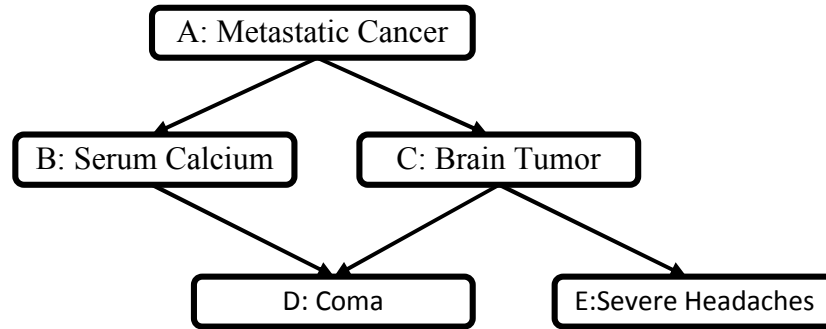 A: Metastatic Cancer
B: Serum Calcium
C: Brain Tumor
D: Coma
E:Severe Headaches